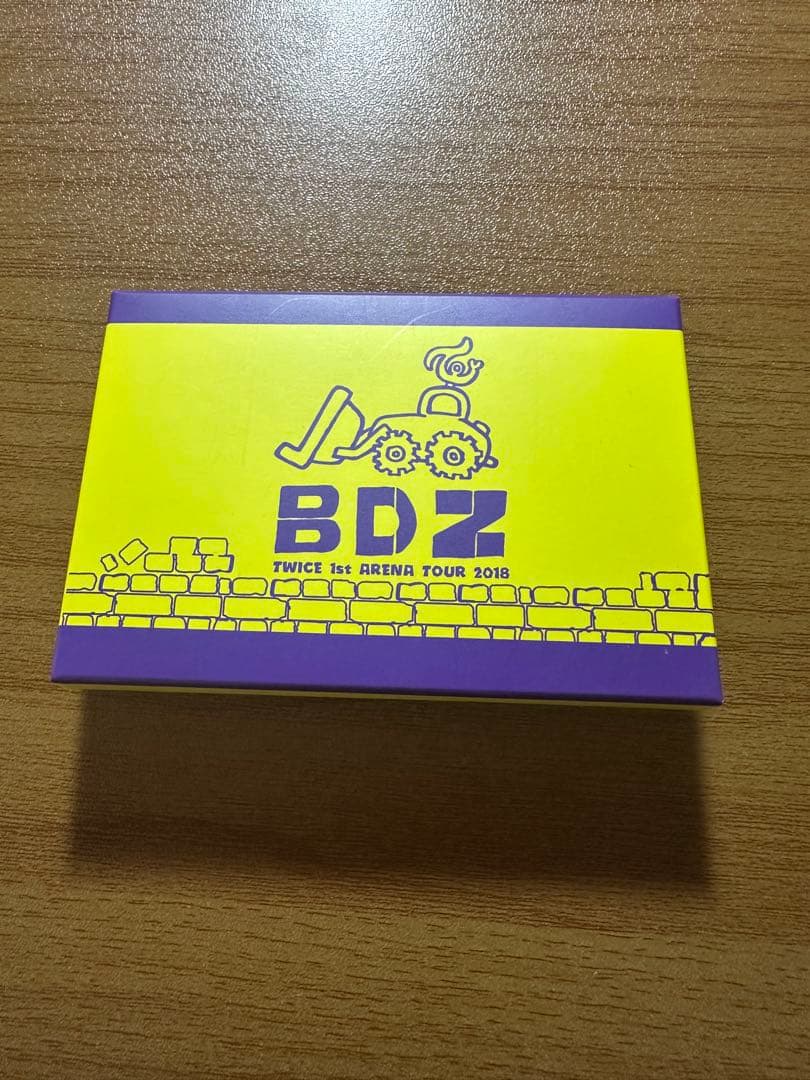 BDZ
TWICE 1st ARENA TOUR 2018